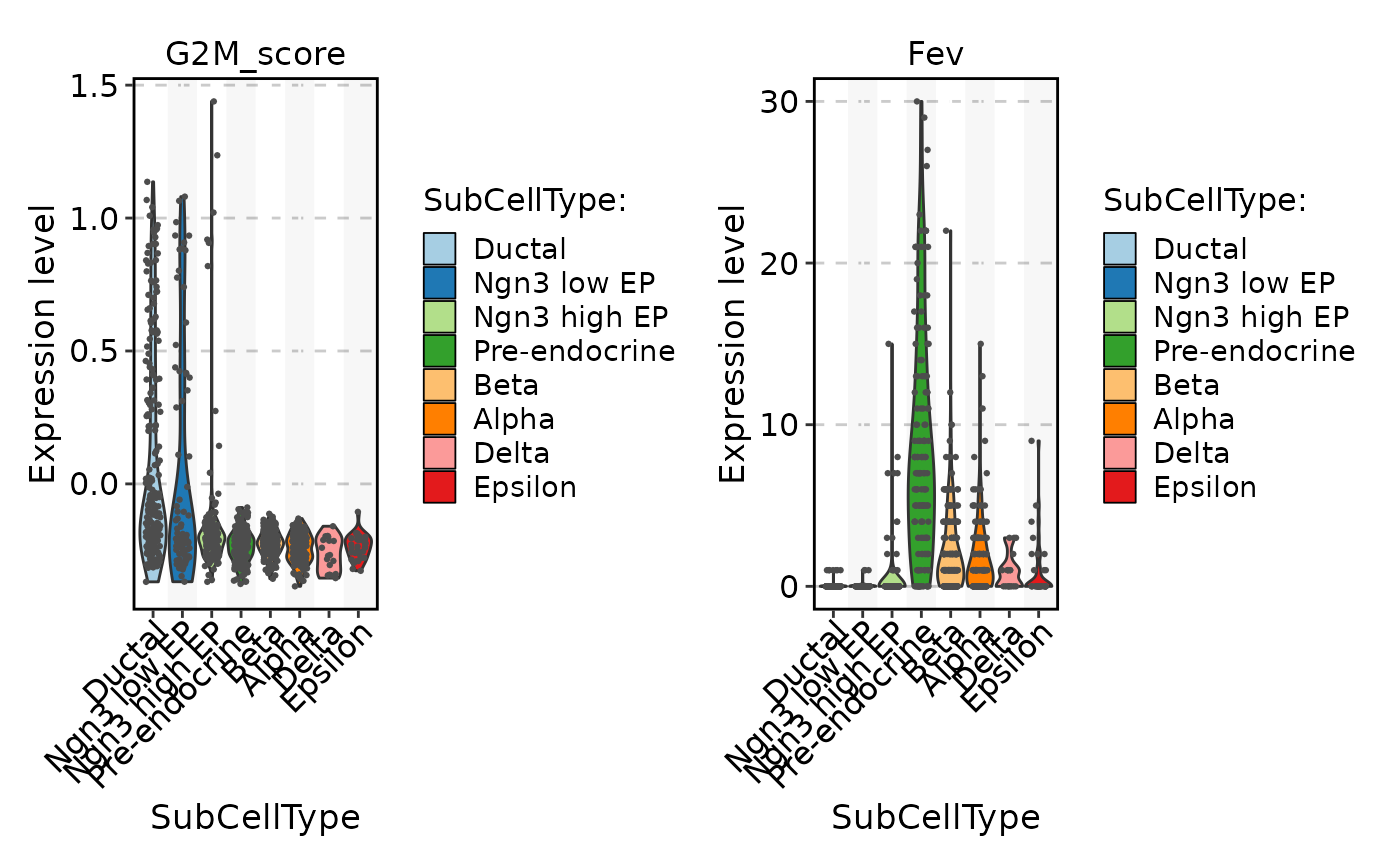 G2M_score
Expression level
1.5
1.0
0.5
0.0
Ductal
Ngn3 low EP
Ngn3 high EP
Pre-endocrine
Beta
Alpha
Delta
Epsilon
SubCellType
SubCellType:
Ductal
Ngn3 low EP
Ngn3 high EP
Pre-endocrine
Beta
Alpha
Delta
Epsilon
Fev
Expression level
30
20
10
0
Ductal
Ngn3 low EP
Ngn3 high EP
Pre-endocrine
Beta
Alpha
Delta
Epsilon
SubCellType
SubCellType:
Ductal
Ngn3 low EP
Ngn3 high EP
Pre-endocrine
Beta
Alpha
Delta
Epsilon